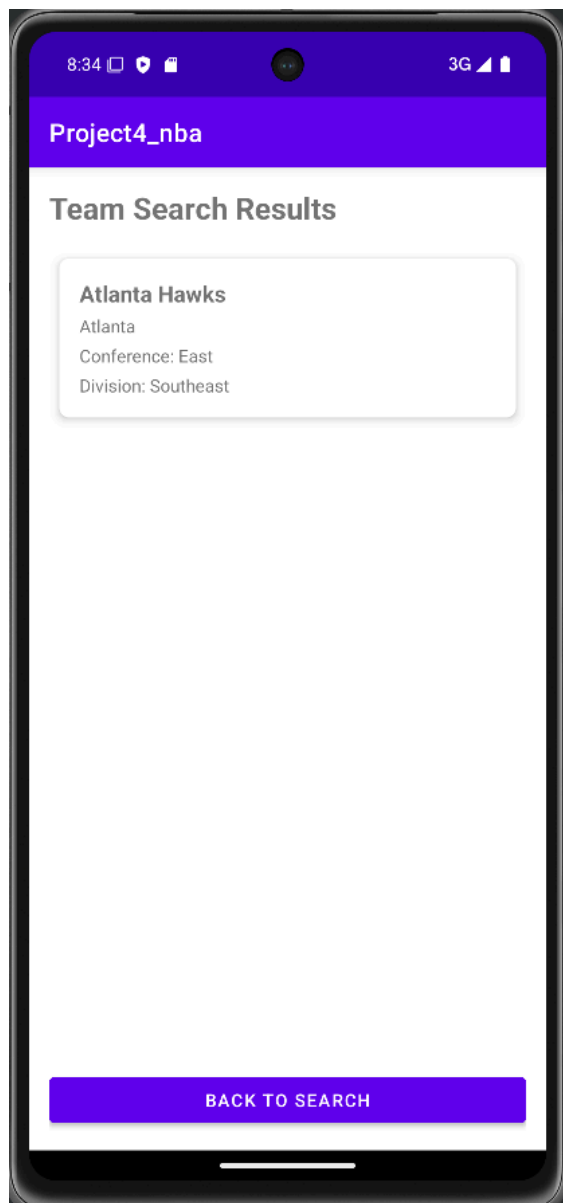 8:34
3G
Project4_nba
Team Search Results
Atlanta Hawks
Atlanta
Conference: East
Division: Southeast
BACK TO SEARCH